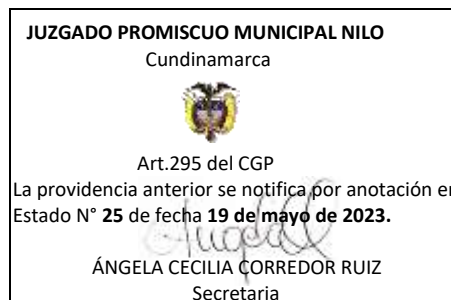 JUZGADO PROMISCUO MUNICIPAL NILO
Cundinamarca
Art.295 del CGP
La providencia anterior se notifica por anotación en
Estado N° 25 de fecha 19 de mayo de 2023.
ÁNGELA CECILIA CORREDOR RUIZ
Secretaria